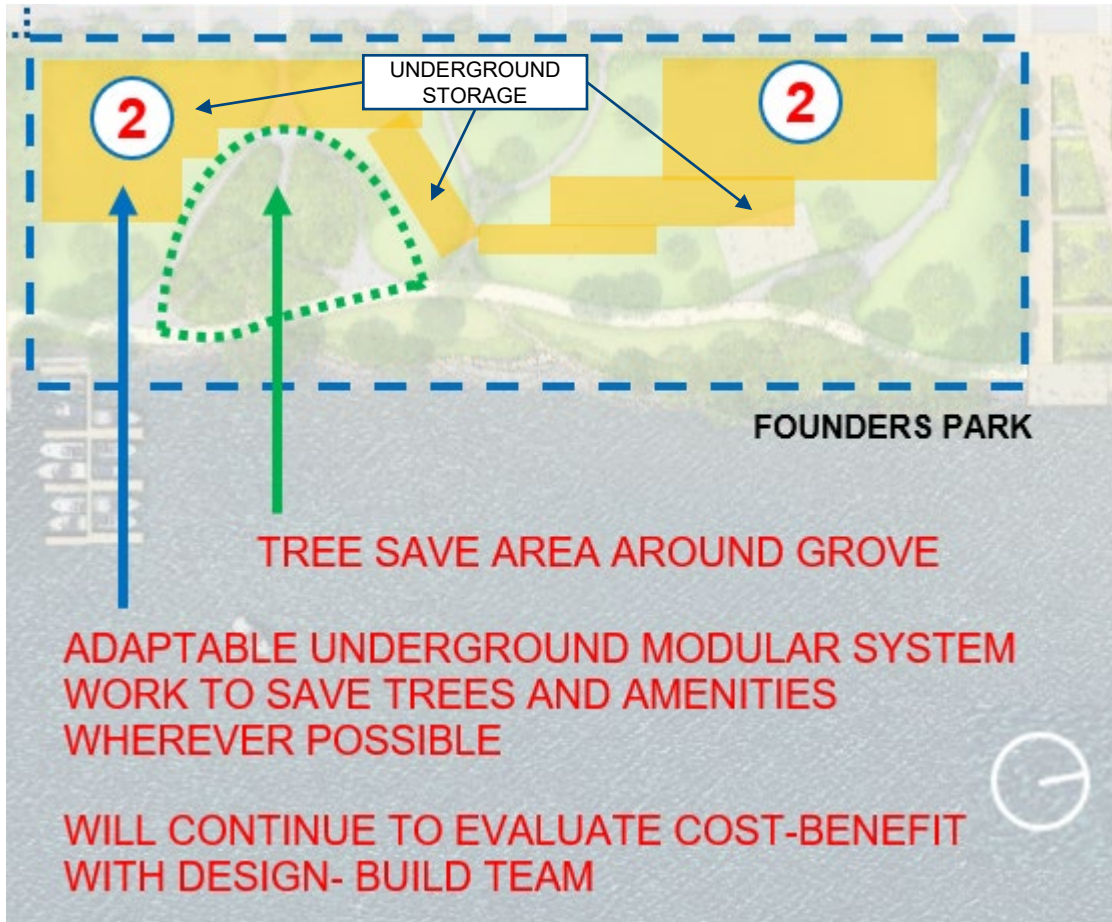 UNDERGROUND
STORAGE
2
2
FOUNDERS PARK
TREE SAVE AREA AROUND GROVE
ADAPTABLE UNDERGROUND MODULAR SYSTEM
WORK TO SAVE TREES AND AMENITIES
WHEREVER POSSIBLE
WILL CONTINUE TO EVALUATE COST-BENEFIT
WITH DESIGN- BUILD TEAM